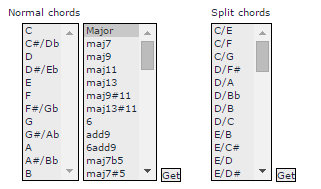 Normal chords
C
C#/Db
D
D#/Eb
E
F
F#/Gb
G
G#/Ab
A
A#/Bb
B
Major
maj7
maj9
maj11
maj13
maj9#11
maj13#11
6
add9
6add9
maj7b5
maj7#5
Get
Split chords
C/E
C/F
C/G
D/F#
D/A
D/Bb
D/B
D/C
E/B
E/C#
E/D
E/D#
Get